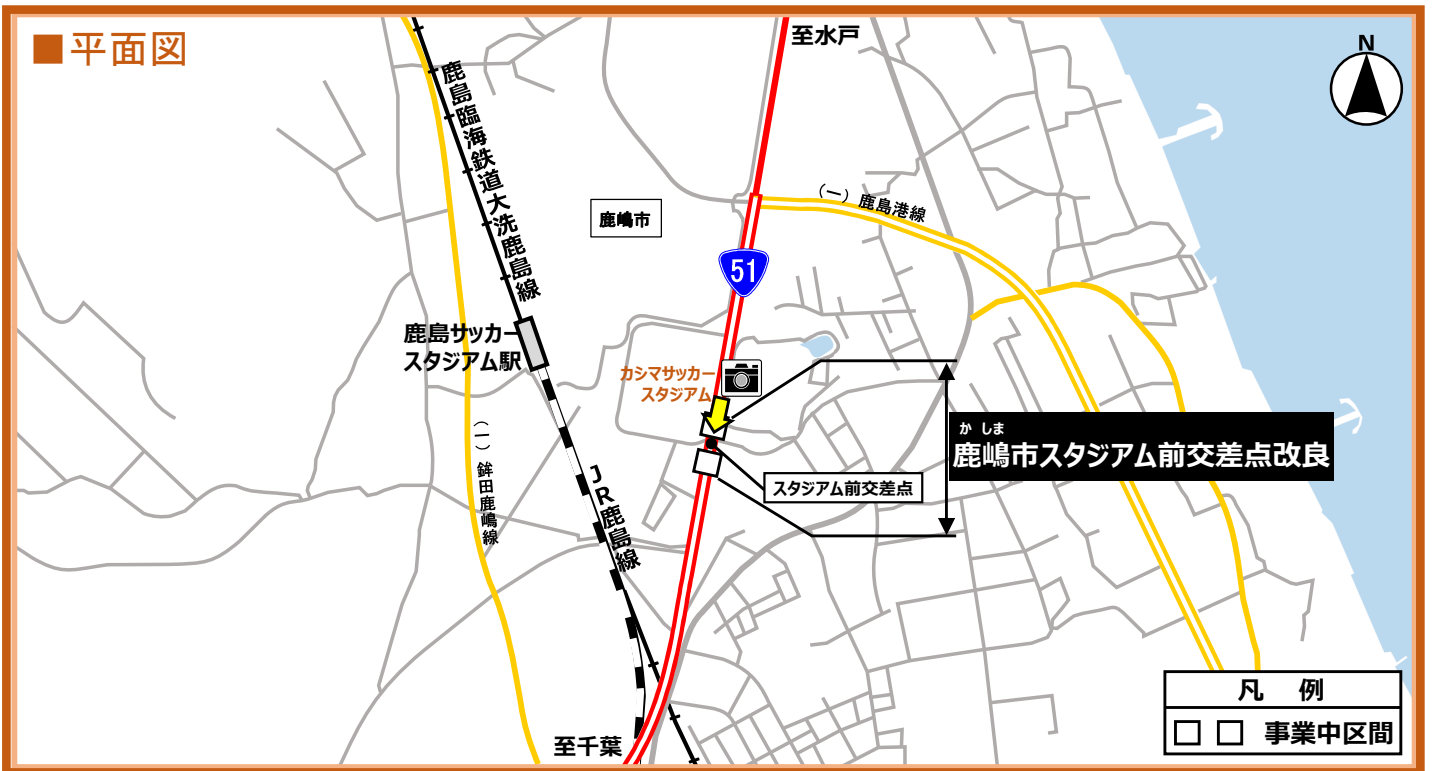 ■平面図
至水戸
N
鹿島臨海鉄道大洗鹿島線
鹿嶋市
（一）鹿島港線
51
鹿島サッカー
スタジアム駅
カシマサッカー
スタジアム
か しま
鹿嶋市スタジアム前交差点改良
スタジアム前交差点
（一）鉾田鹿嶋線
JR鹿島線
至千葉
凡 例
事業中区間